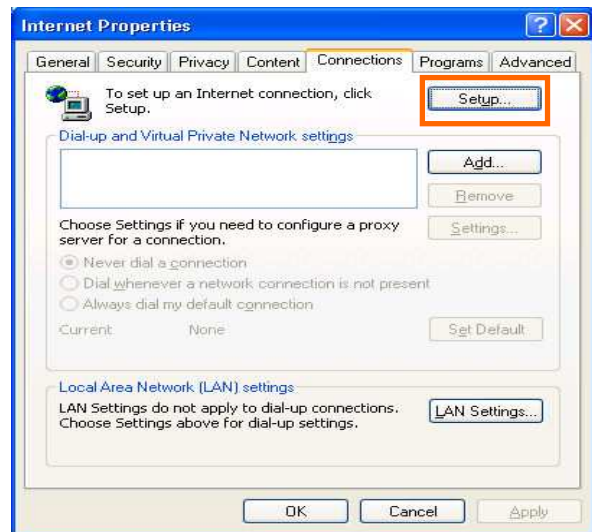 Internet Properties
General Security Privacy Content Connections Programs Advanced
To set up an Internet connection, click
Setup.
Setup...
Dial-up and Virtual Private Network settings
Add...
Remove
Choose Settings if you need to configure a proxy
server for a connection.
Settings...
Never dial a connection
Dial whenever a network connection is not present
Always dial my default connection
Current None Set Default
Local Area Network (LAN) settings
LAN Settings do not apply to dial-up connections.
Choose Settings above for dial-up settings.
LAN Settings...
OK Cancel Apply